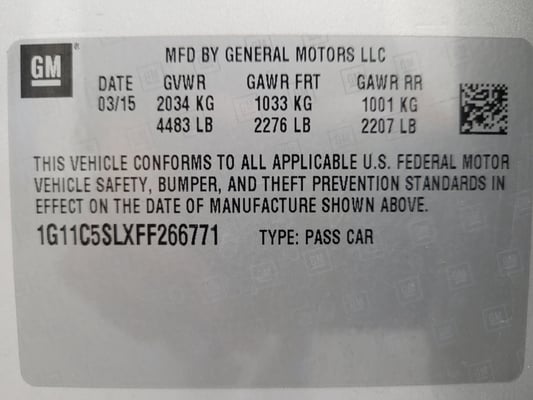 GM
MFD BY GENERAL MOTORS LLC
DATE GVWR GAWR FRT GAWR RR
03/15 2034 KG 1033 KG 1001 KG
4483 LB 2276 LB 2207 LB
THIS VEHICLE CONFORMS TO ALL APPLICABLE U.S. FEDERAL MOTOR
VEHICLE SAFETY, BUMPER, AND THEFT PREVENTION STANDARDS IN
EFFECT ON THE DATE OF MANUFACTURE SHOWN ABOVE.
1G11C5SLXFF266771 TYPE: PASS CAR